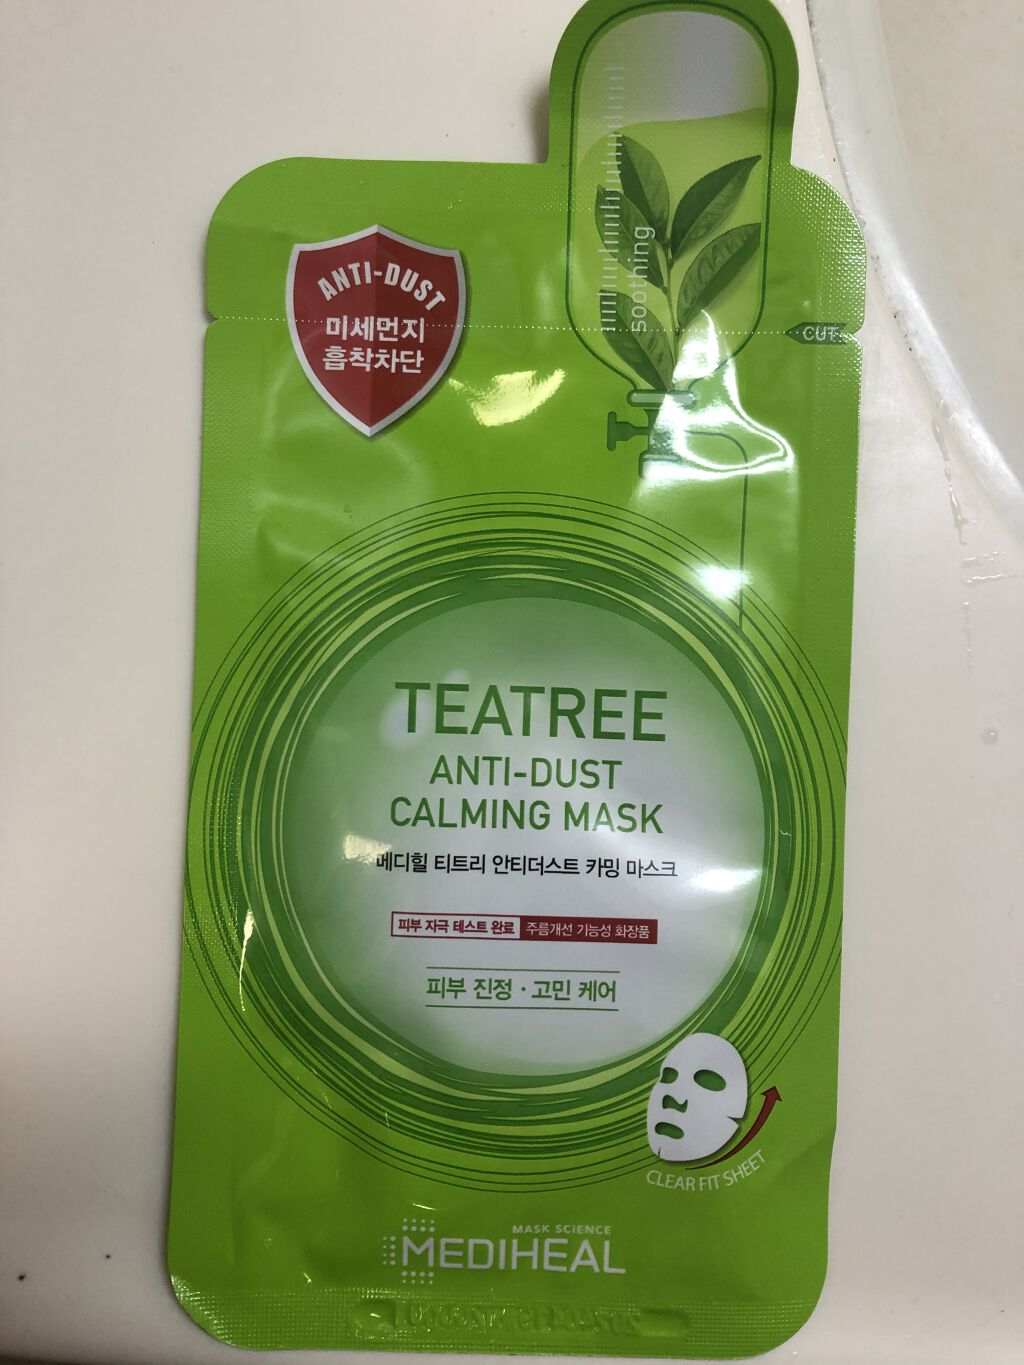 soothing
ANTI-DUST
미세먼지
흡착차단
CUT
TEATREE
ANTI-DUST
CALMING MASK
메디힐 티트리 안티더스트 카밍 마스크
피부 자극 테스트 완료 주름개선 기능성 화장품
피부 진정 · 고민 케어
CLEAR FIT SHEET
MASK SCIENCE
MEDIHEAL